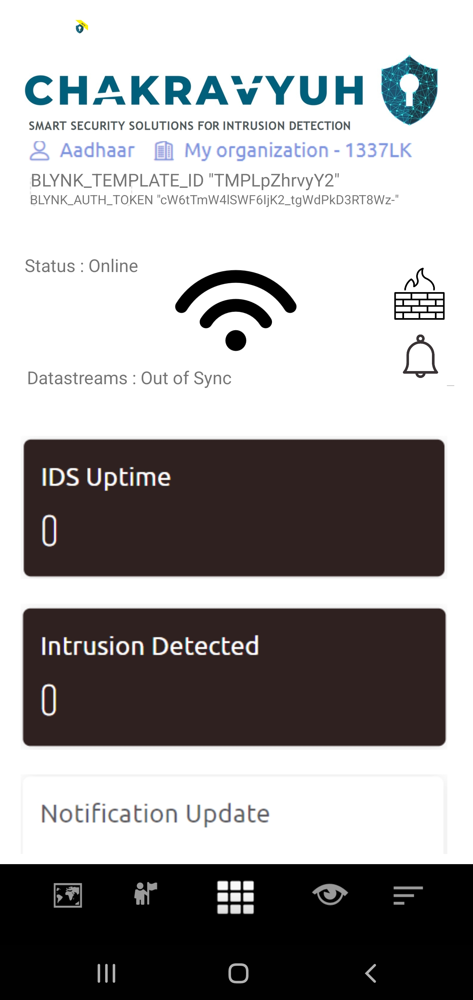 CHAKRAVYUH
SMART SECURITY SOLUTIONS FOR INTRUSION DETECTION
Aadhaar My organization - 1337LK
BLYNK_TEMPLATE_ID "TMPLpZhrvyY2"
BLYNK_AUTH_TOKEN "cW6tTmW4lSWF6IjK2_tgWdPkD3RT8Wz-"
Status : Online
Datastreams : Out of Sync
IDS Uptime
0
Intrusion Detected
0
Notification Update